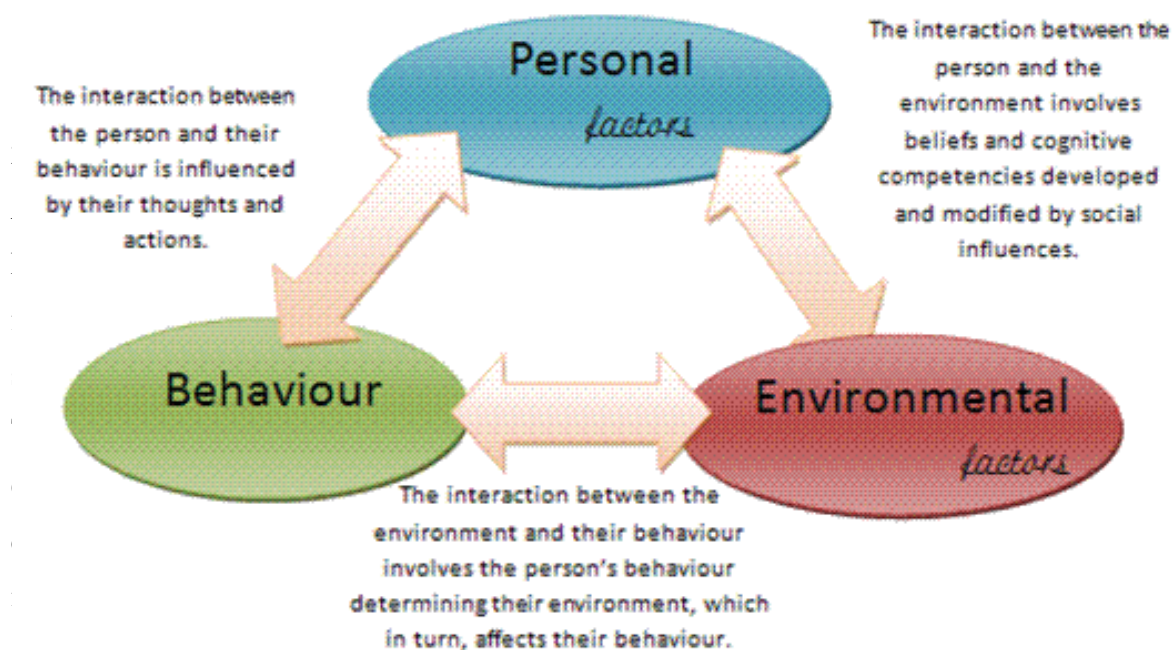 Personal
factors
The interaction between
the person and their
behaviour is influenced
by their thoughts and
actions.
The interaction between the
person and the
environment involves
beliefs and cognitive
competencies developed
and modified by social
influences.
Behaviour
Environmental
factors
The interaction between the
environment and their behaviour
involves the person's behaviour
determining their environment, which
in turn, affects their behaviour.